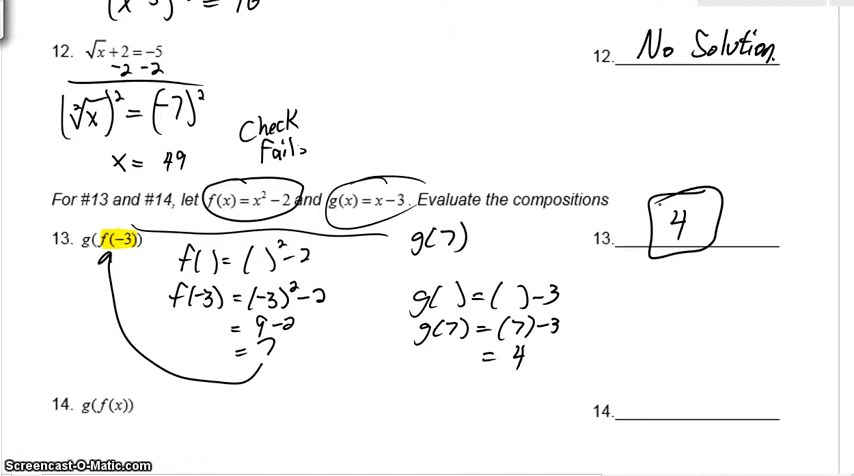 (x  )  = 16
12. √x + 2 = −5
−2 −2
(²√x)² = (−7)²
x = 49
Check
Fails
12. No Solution.
For #13 and #14, let f(x) = x² − 2 and g(x) = x − 3. Evaluate the compositions
13. g(f(−3))
f( ) = ( )² − 2
f(−3) = (−3)² − 2
= 9 − 2
= 7
g(7)
g( ) = ( ) − 3
g(7) = (7) − 3
= 4
13. 4
14. g(f(x))
14.
Screencast-O-Matic.com